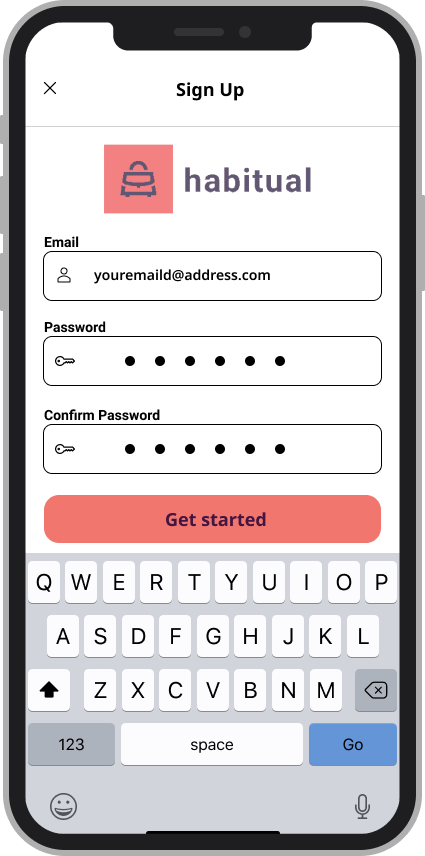 Sign Up
habitual
Email
youremaild@address.com
Password
Confirm Password
Get started
Q W E R T Y U I O P
A S D F G H J K L
Z X C V B N M
123 space Go